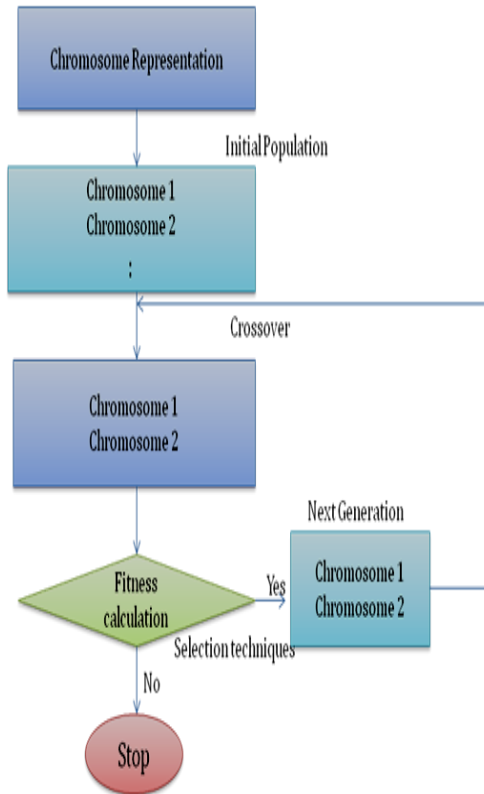 Chromosome Representation
Initial Population
Chromosome 1
Chromosome 2
:
Crossover
Chromosome 1
Chromosome 2
Next Generation
Fitness
calculation
Yes
Chromosome 1
Chromosome 2
Selection techniques
No
Stop